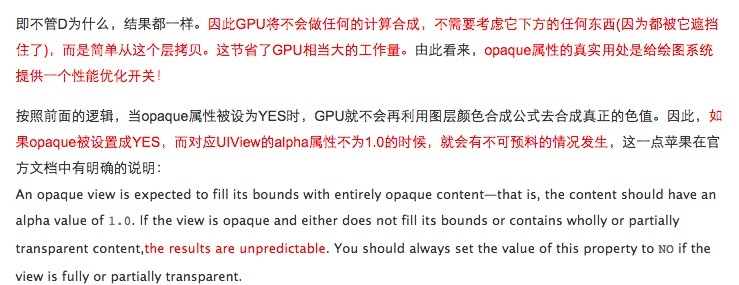 即不管D为什么，结果都一样。因此GPU将不会做任何的计算合成，不需要考虑它下方的任何东西(因为都被它遮挡
住了)，而是简单从这个层拷贝。这节省了GPU相当大的工作量。由此看来，opaque属性的真实用处是给绘图系统
提供一个性能优化开关！
按照前面的逻辑，当opaque属性被设为YES时，GPU就不会再利用图层颜色合成公式去合成真正的色值。因此，如
果opaque被设置成YES，而对应UIView的alpha属性不为1.0的时候，就会有不可预料的情况发生，这一点苹果在官
方文档中有明确的说明：
An opaque view is expected to fill its bounds with entirely opaque content—that is, the content should have an
alpha value of 1.0. If the view is opaque and either does not fill its bounds or contains wholly or partially
transparent content,the results are unpredictable. You should always set the value of this property to NO if the
view is fully or partially transparent.